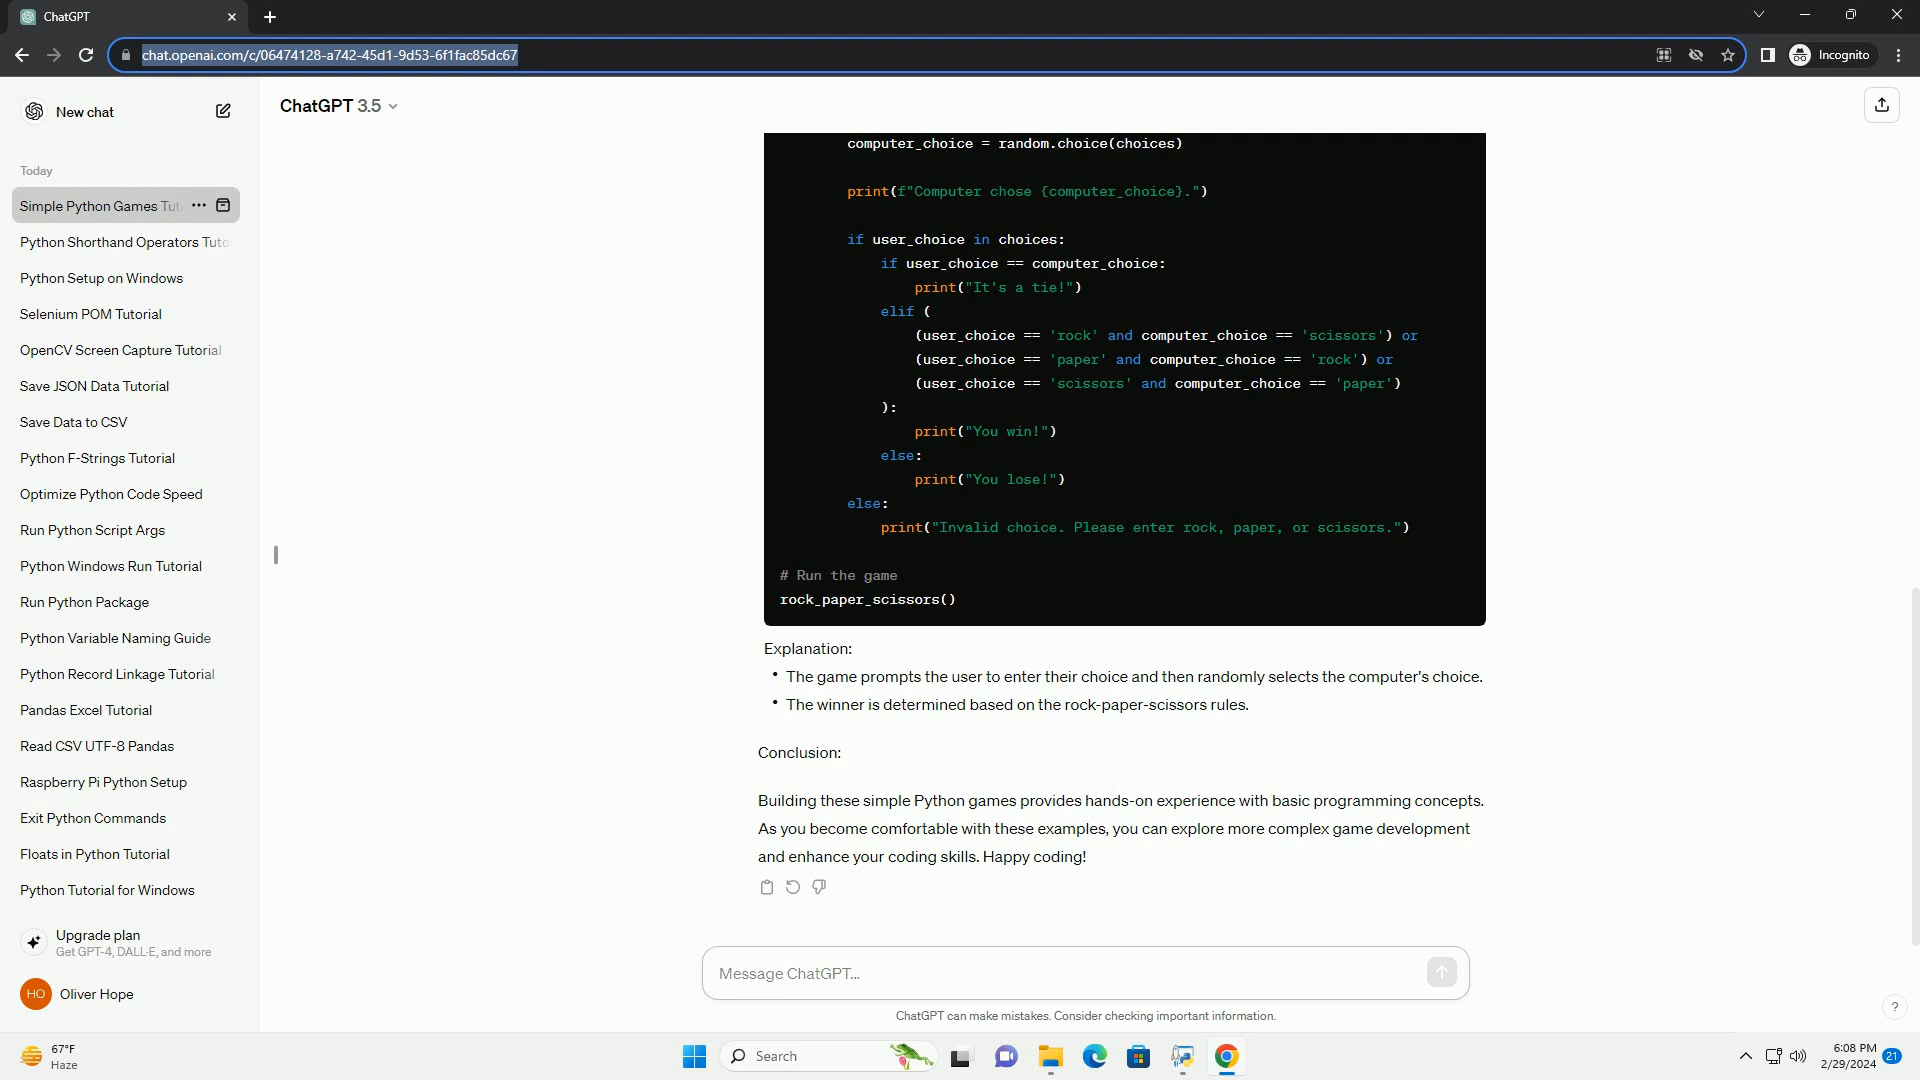 ChatGPT
chat.openai.com/c/06474128-a742-45d1-9d53-6f1fac85dc67
Incognito
New chat
ChatGPT 3.5
Today
Simple Python Games Tut
Python Shorthand Operators Tuto
Python Setup on Windows
Selenium POM Tutorial
OpenCV Screen Capture Tutorial
Save JSON Data Tutorial
Save Data to CSV
Python F-Strings Tutorial
Optimize Python Code Speed
Run Python Script Args
Python Windows Run Tutorial
Run Python Package
Python Variable Naming Guide
Python Record Linkage Tutorial
Pandas Excel Tutorial
Read CSV UTF-8 Pandas
Raspberry Pi Python Setup
Exit Python Commands
Floats in Python Tutorial
Python Tutorial for Windows
Upgrade plan
Get GPT-4, DALL·E, and more
HO Oliver Hope
computer_choice = random.choice(choices)
print(f"Computer chose {computer_choice}.")
if user_choice in choices:
if user_choice == computer_choice:
print("It's a tie!")
elif (
(user_choice == 'rock' and computer_choice == 'scissors') or
(user_choice == 'paper' and computer_choice == 'rock') or
(user_choice == 'scissors' and computer_choice == 'paper')
):
print("You win!")
else:
print("You lose!")
else:
print("Invalid choice. Please enter rock, paper, or scissors.")
# Run the game
rock_paper_scissors()
Explanation:
• The game prompts the user to enter their choice and then randomly selects the computer's choice.
• The winner is determined based on the rock-paper-scissors rules.
Conclusion:
Building these simple Python games provides hands-on experience with basic programming concepts.
As you become comfortable with these examples, you can explore more complex game development
and enhance your coding skills. Happy coding!
Message ChatGPT...
ChatGPT can make mistakes. Consider checking important information.
?
67°F
Haze
Search
6:08 PM
2/29/2024
21